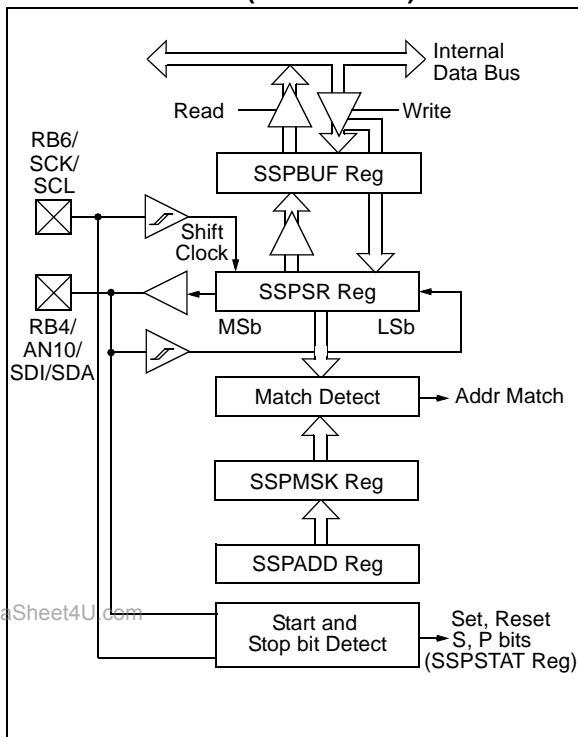 Internal
Data Bus
Read
Write
RB6/
SCK/
SCL
SSPBUF Reg
Shift
Clock
SSPSR Reg
MSb
LSb
RB4/
AN10/
SDI/SDA
Match Detect
Addr Match
SSPMSK Reg
SSPADD Reg
aSheet4U.com
Start and
Stop bit Detect
Set, Reset
S, P bits
(SSPSTAT Reg)